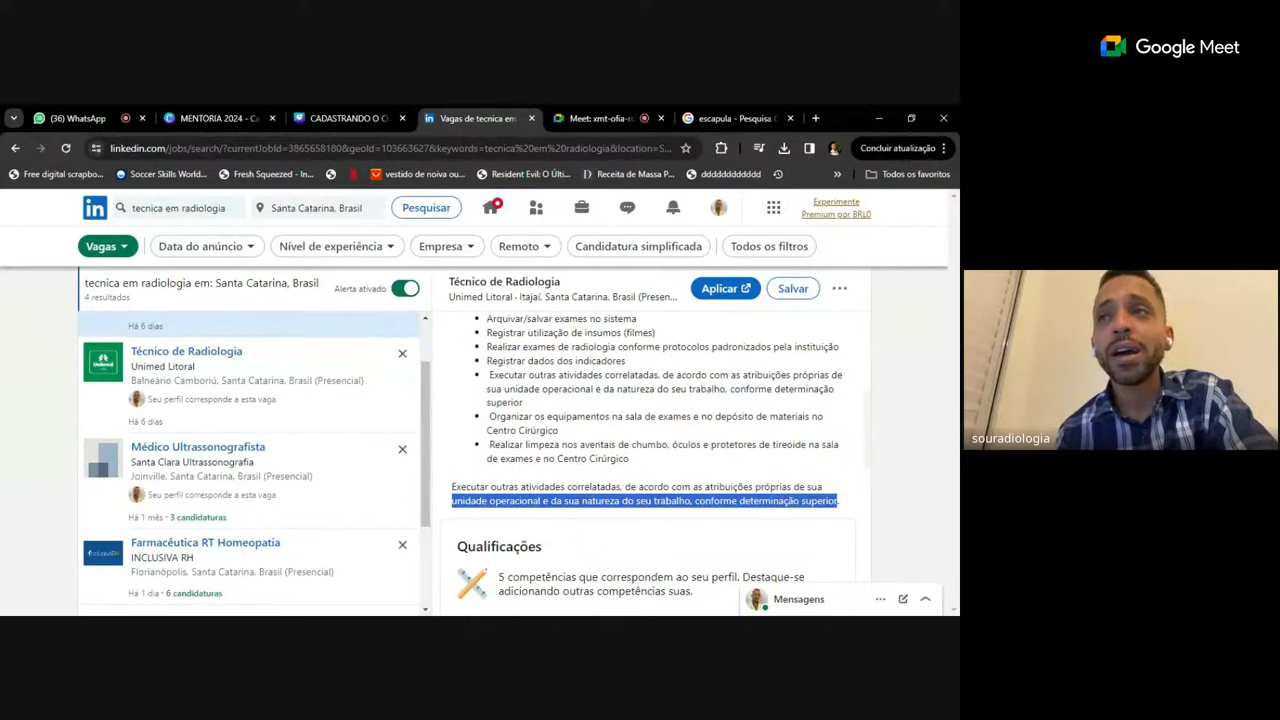 Google Meet
(36) WhatsApp
MENTORIA 2024 - C
CADASTRANDO O C
Vagas de tecnica em
Meet: xmt-ofia-r
escapula - Pesquisa
linkedin.com/jobs/search/?currentJobId=3865658180&geoId=103663627&keywords=tecnica%20em%20radiologia&location=S...
Concluir atualização
Free digital scrapbo...
Soccer Skills World...
Fresh Squeezed - In...
vestido de noiva ou...
Resident Evil: O Últi...
Receita de Massa P...
dddddddddddd
Todos os favoritos
in
tecnica em radiologia
Santa Catarina, Brasil
Pesquisar
Experimente
Premium por BRL0
Vagas
Data do anúncio
Nível de experiência
Empresa
Remoto
Candidatura simplificada
Todos os filtros
tecnica em radiologia em: Santa Catarina, Brasil
4 resultados
Alerta ativado
Há 6 dias
Unimed
Técnico de Radiologia
Unimed Litoral
Balneário Camboriú, Santa Catarina, Brasil (Presencial)
Seu perfil corresponde a esta vaga
Há 6 dias
Médico Ultrassonografista
Santa Clara Ultrassonografia
Joinville, Santa Catarina, Brasil (Presencial)
Seu perfil corresponde a esta vaga
Há 1 mês · 3 candidaturas
Farmacêutica RT Homeopatia
INCLUSIVA RH
Florianópolis, Santa Catarina, Brasil (Presencial)
Há 1 dia · 6 candidaturas
Técnico de Radiologia
Unimed Litoral · Itajaí, Santa Catarina, Brasil (Presen...
Aplicar
Salvar
• Arquivar/salvar exames no sistema
• Registrar utilização de insumos (filmes)
• Realizar exames de radiologia conforme protocolos padronizados pela instituição
• Registrar dados dos indicadores
• Executar outras atividades correlatadas, de acordo com as atribuições próprias de
sua unidade operacional e da natureza do seu trabalho, conforme determinação
superior
• Organizar os equipamentos na sala de exames e no depósito de materiais no
Centro Cirúrgico
• Realizar limpeza nos aventais de chumbo, óculos e protetores de tireoide na sala
de exames e no Centro Cirúrgico
Executar outras atividades correlatadas, de acordo com as atribuições próprias de sua
unidade operacional e da sua natureza do seu trabalho, conforme determinação superior.
Qualificações
5 competências que correspondem ao seu perfil. Destaque-se
adicionando outras competências suas.
Mensagens
souradiologia